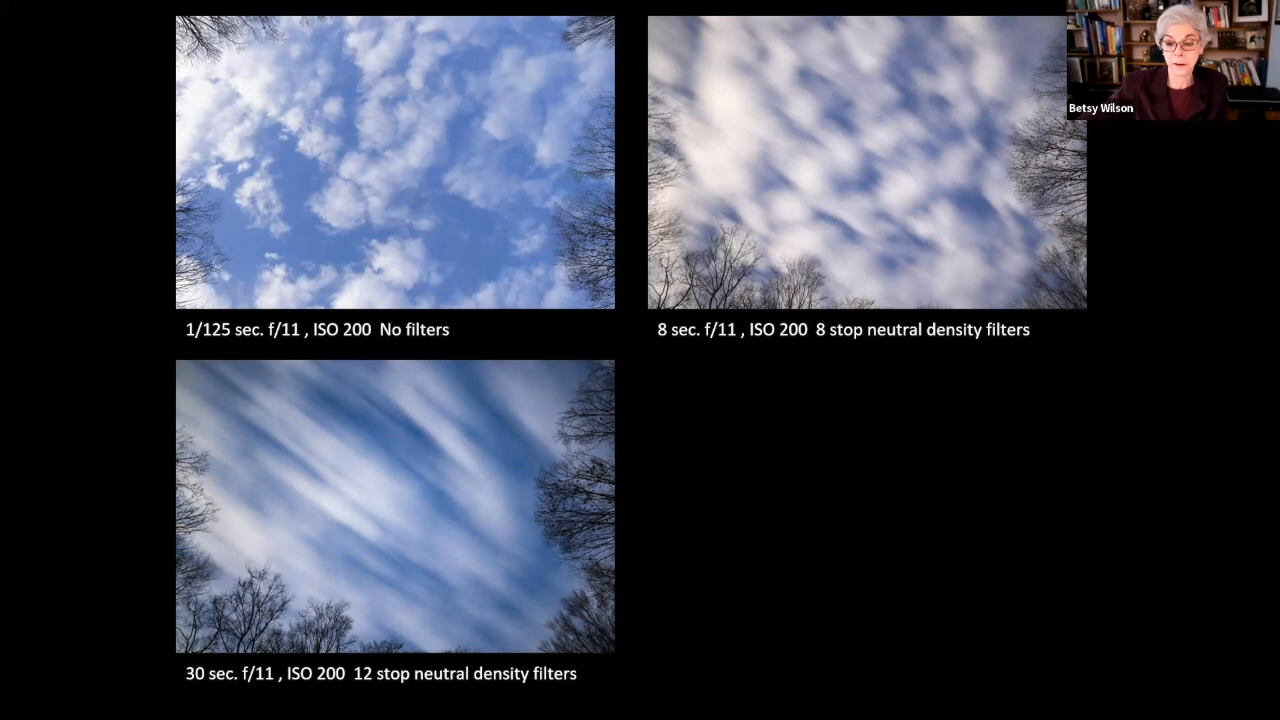 Betsy Wilson
1/125 sec. f/11 , ISO 200 No filters
8 sec. f/11 , ISO 200 8 stop neutral density filters
30 sec. f/11 , ISO 200 12 stop neutral density filters